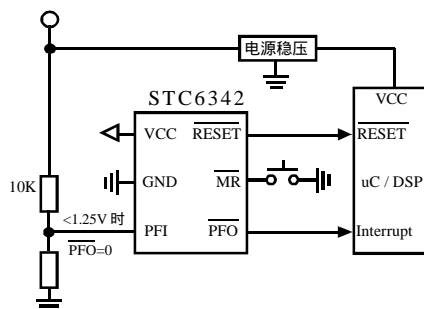 电源稳压
STC6342
VCC
VCC
RESET
RESET
10K
GND
MR
uC / DSP
<1.25V 时
PFI
PFO
Interrupt
PFO=0